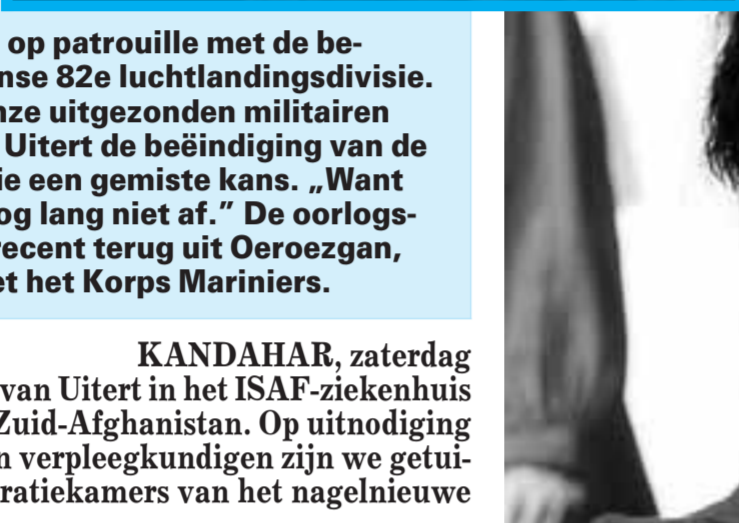 op patrouille met de be-
nse 82e luchtlandingsdivisie.
nze uitgezonden militairen
Uitert de beëindiging van de
ie een gemiste kans. „Want
og lang niet af.” De oorlogs-
recent terug uit Oeroezgan,
et het Korps Mariniers.
KANDAHAR, zaterdag
van Uitert in het ISAF-ziekenhuis
Zuid-Afghanistan. Op uitnodiging
n verpleegkundigen zijn we getui-
ratiekamers van het nagelnieuwe